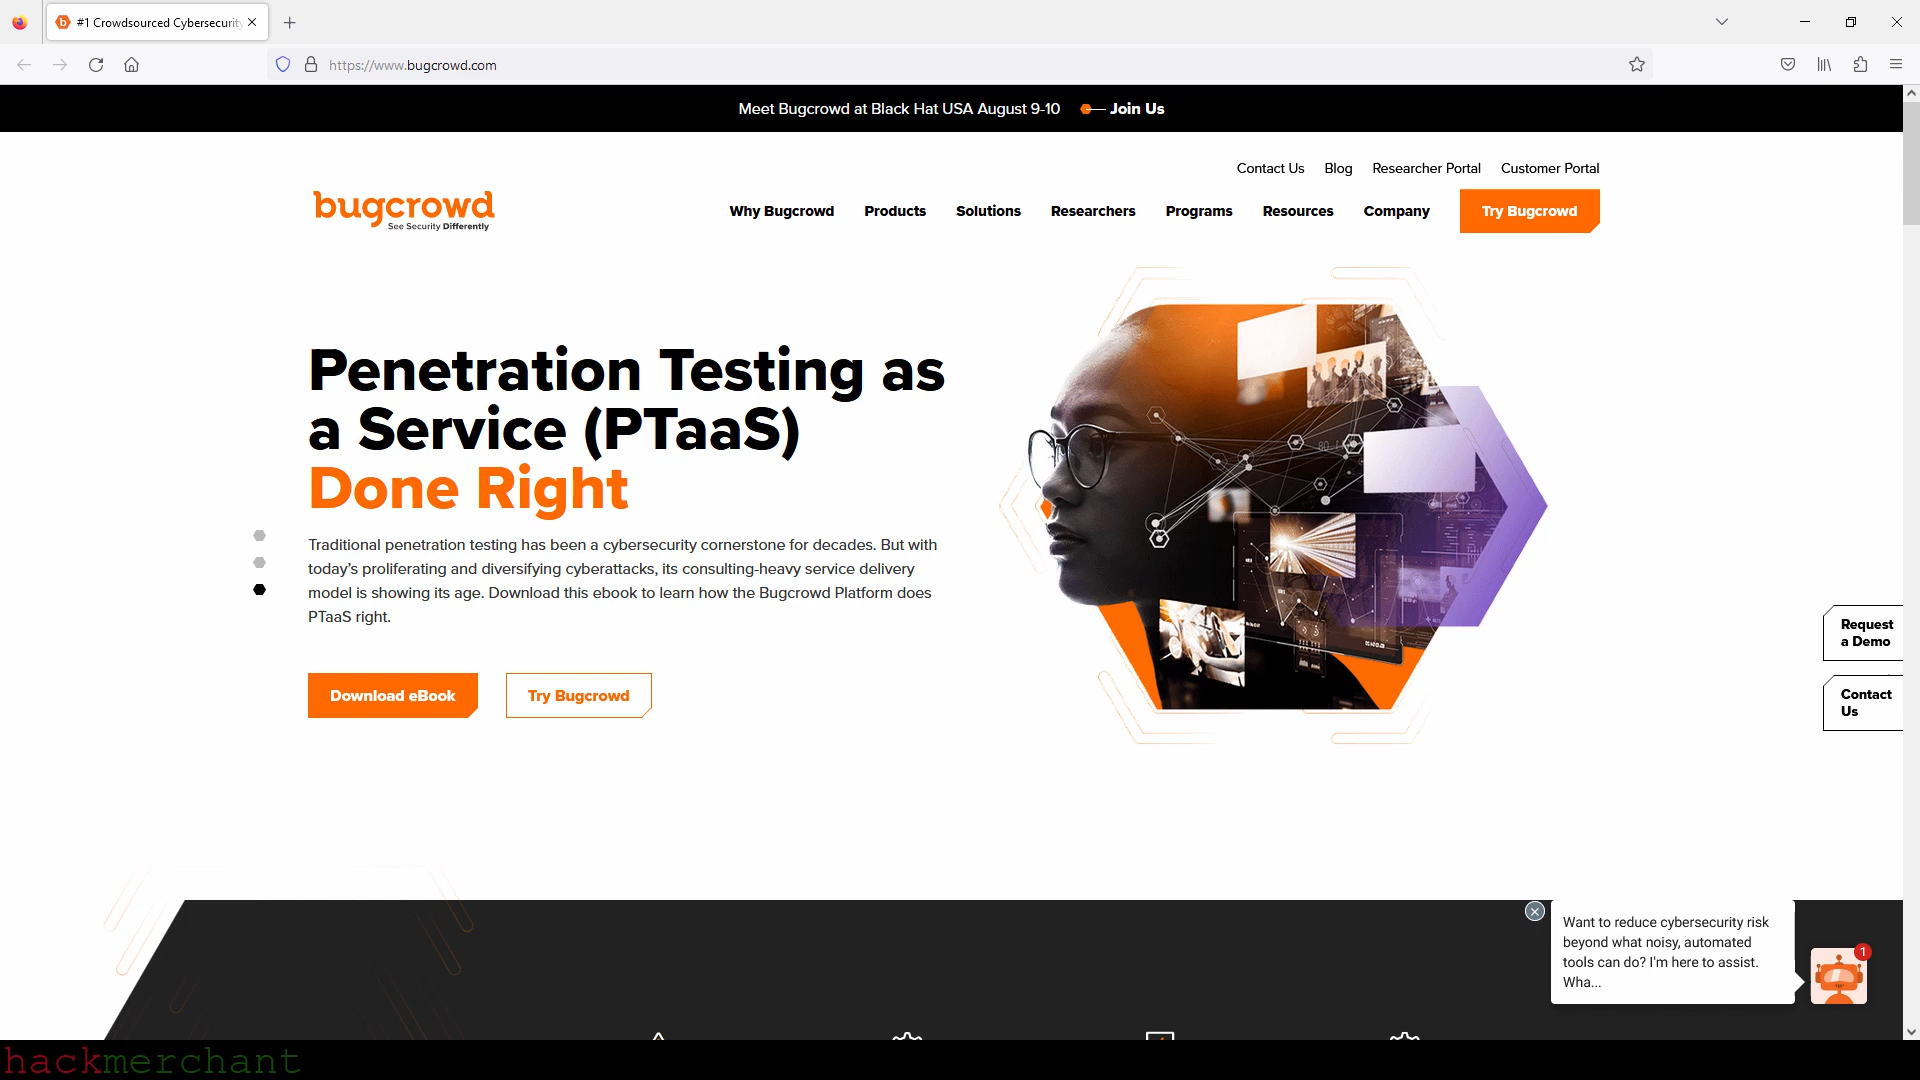 #1 Crowdsourced Cybersecurity
https://www.bugcrowd.com
Meet Bugcrowd at Black Hat USA August 9-10 Join Us
Contact Us Blog Researcher Portal Customer Portal
bugcrowd
See Security Differently
Why Bugcrowd Products Solutions Researchers Programs Resources Company Try Bugcrowd
Penetration Testing as
a Service (PTaaS)
Done Right
Traditional penetration testing has been a cybersecurity cornerstone for decades. But with
today’s proliferating and diversifying cyberattacks, its consulting-heavy service delivery
model is showing its age. Download this ebook to learn how the Bugcrowd Platform does
PTaaS right.
Download eBook Try Bugcrowd
Request
a Demo
Contact
Us
Want to reduce cybersecurity risk
beyond what noisy, automated
tools can do? I'm here to assist.
Wha...
1
hackmerchant